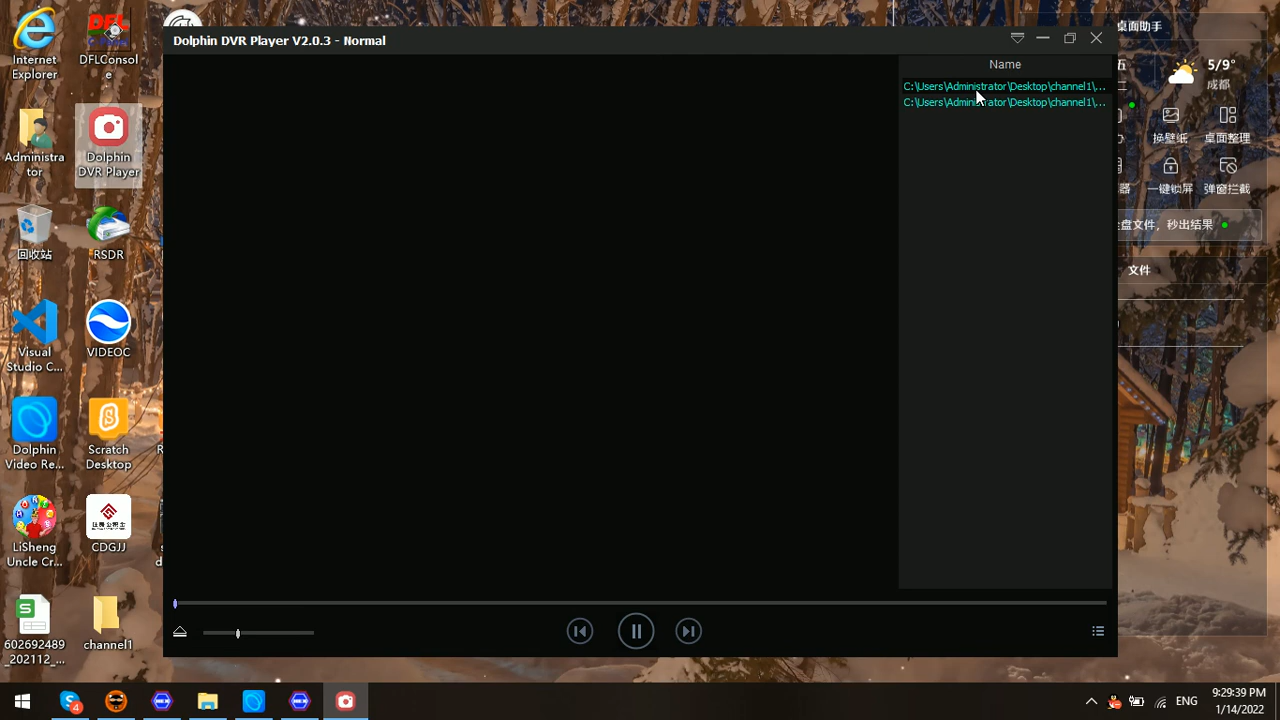 Internet
Explorer
DFLConsol
e
Administra
tor
Dolphin
DVR Player
回收站
RSDR
Visual
Studio C...
VIDEOC
Dolphin
Video Re...
Scratch
Desktop
LiSheng
Uncle Cr...
CDGJJ
602692489
_202112_...
channel1
Dolphin DVR Player V2.0.3 - Normal
Name
C:\Users\Administrator\Desktop\channel1\...
C:\Users\Administrator\Desktop\channel1\...
桌面助手
5/9°
成都
换壁纸
桌面整理
一键锁屏
弹窗拦截
盘文件，秒出结果
文件
4
ENG
9:29:39 PM
1/14/2022